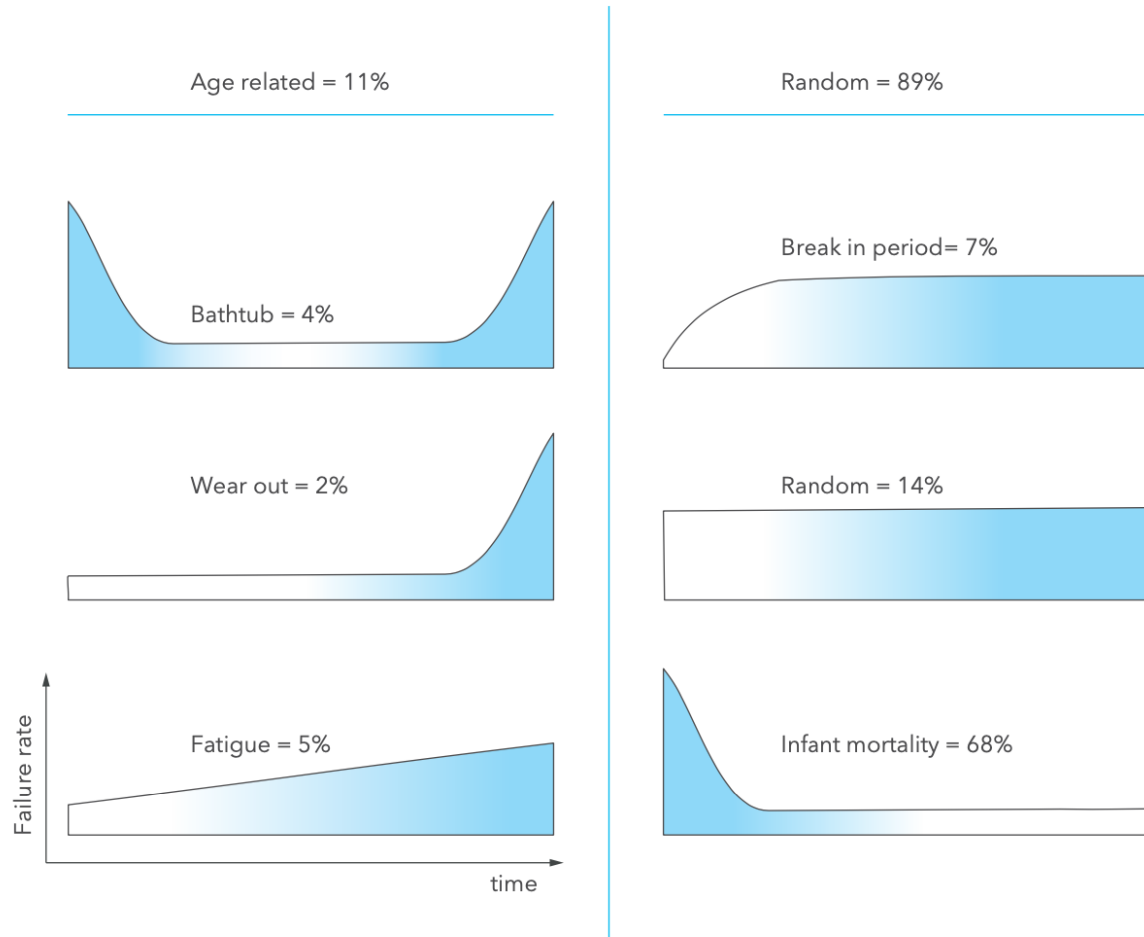 Age related = 11%
Bathtub = 4%
Wear out = 2%
Fatigue = 5%
Failure rate
time
Random = 89%
Break in period= 7%
Random = 14%
Infant mortality = 68%